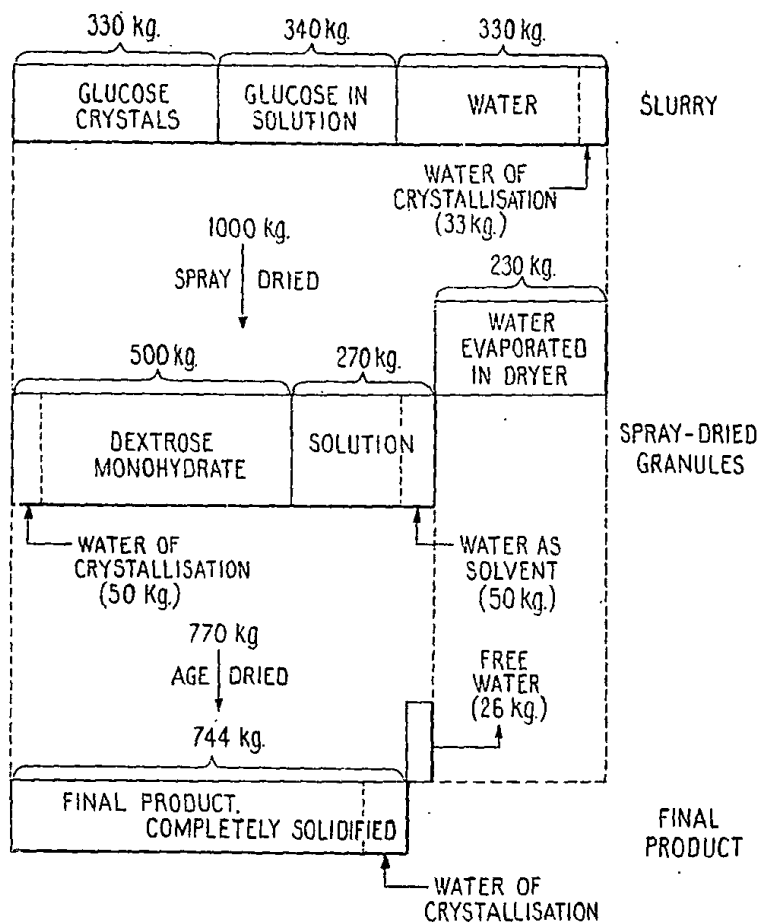 330 kg.
340 kg.
330 kg.
GLUCOSE
CRYSTALS
GLUCOSE IN
SOLUTION
WATER
SLURRY
WATER OF
CRYSTALLISATION
(33 kg.)
1000 kg.
SPRAY DRIED
230 kg.
WATER
EVAPORATED
IN DRYER
500 kg.
270 kg.
DEXTROSE
MONOHYDRATE
SOLUTION
SPRAY-DRIED
GRANULES
WATER OF
CRYSTALLISATION
(50 Kg.)
WATER AS
SOLVENT
(50 kg.)
770 kg
AGE DRIED
FREE
WATER
(26 kg.)
744 kg.
FINAL PRODUCT.
COMPLETELY SOLIDIFIED
FINAL
PRODUCT
WATER OF
CRYSTALLISATION